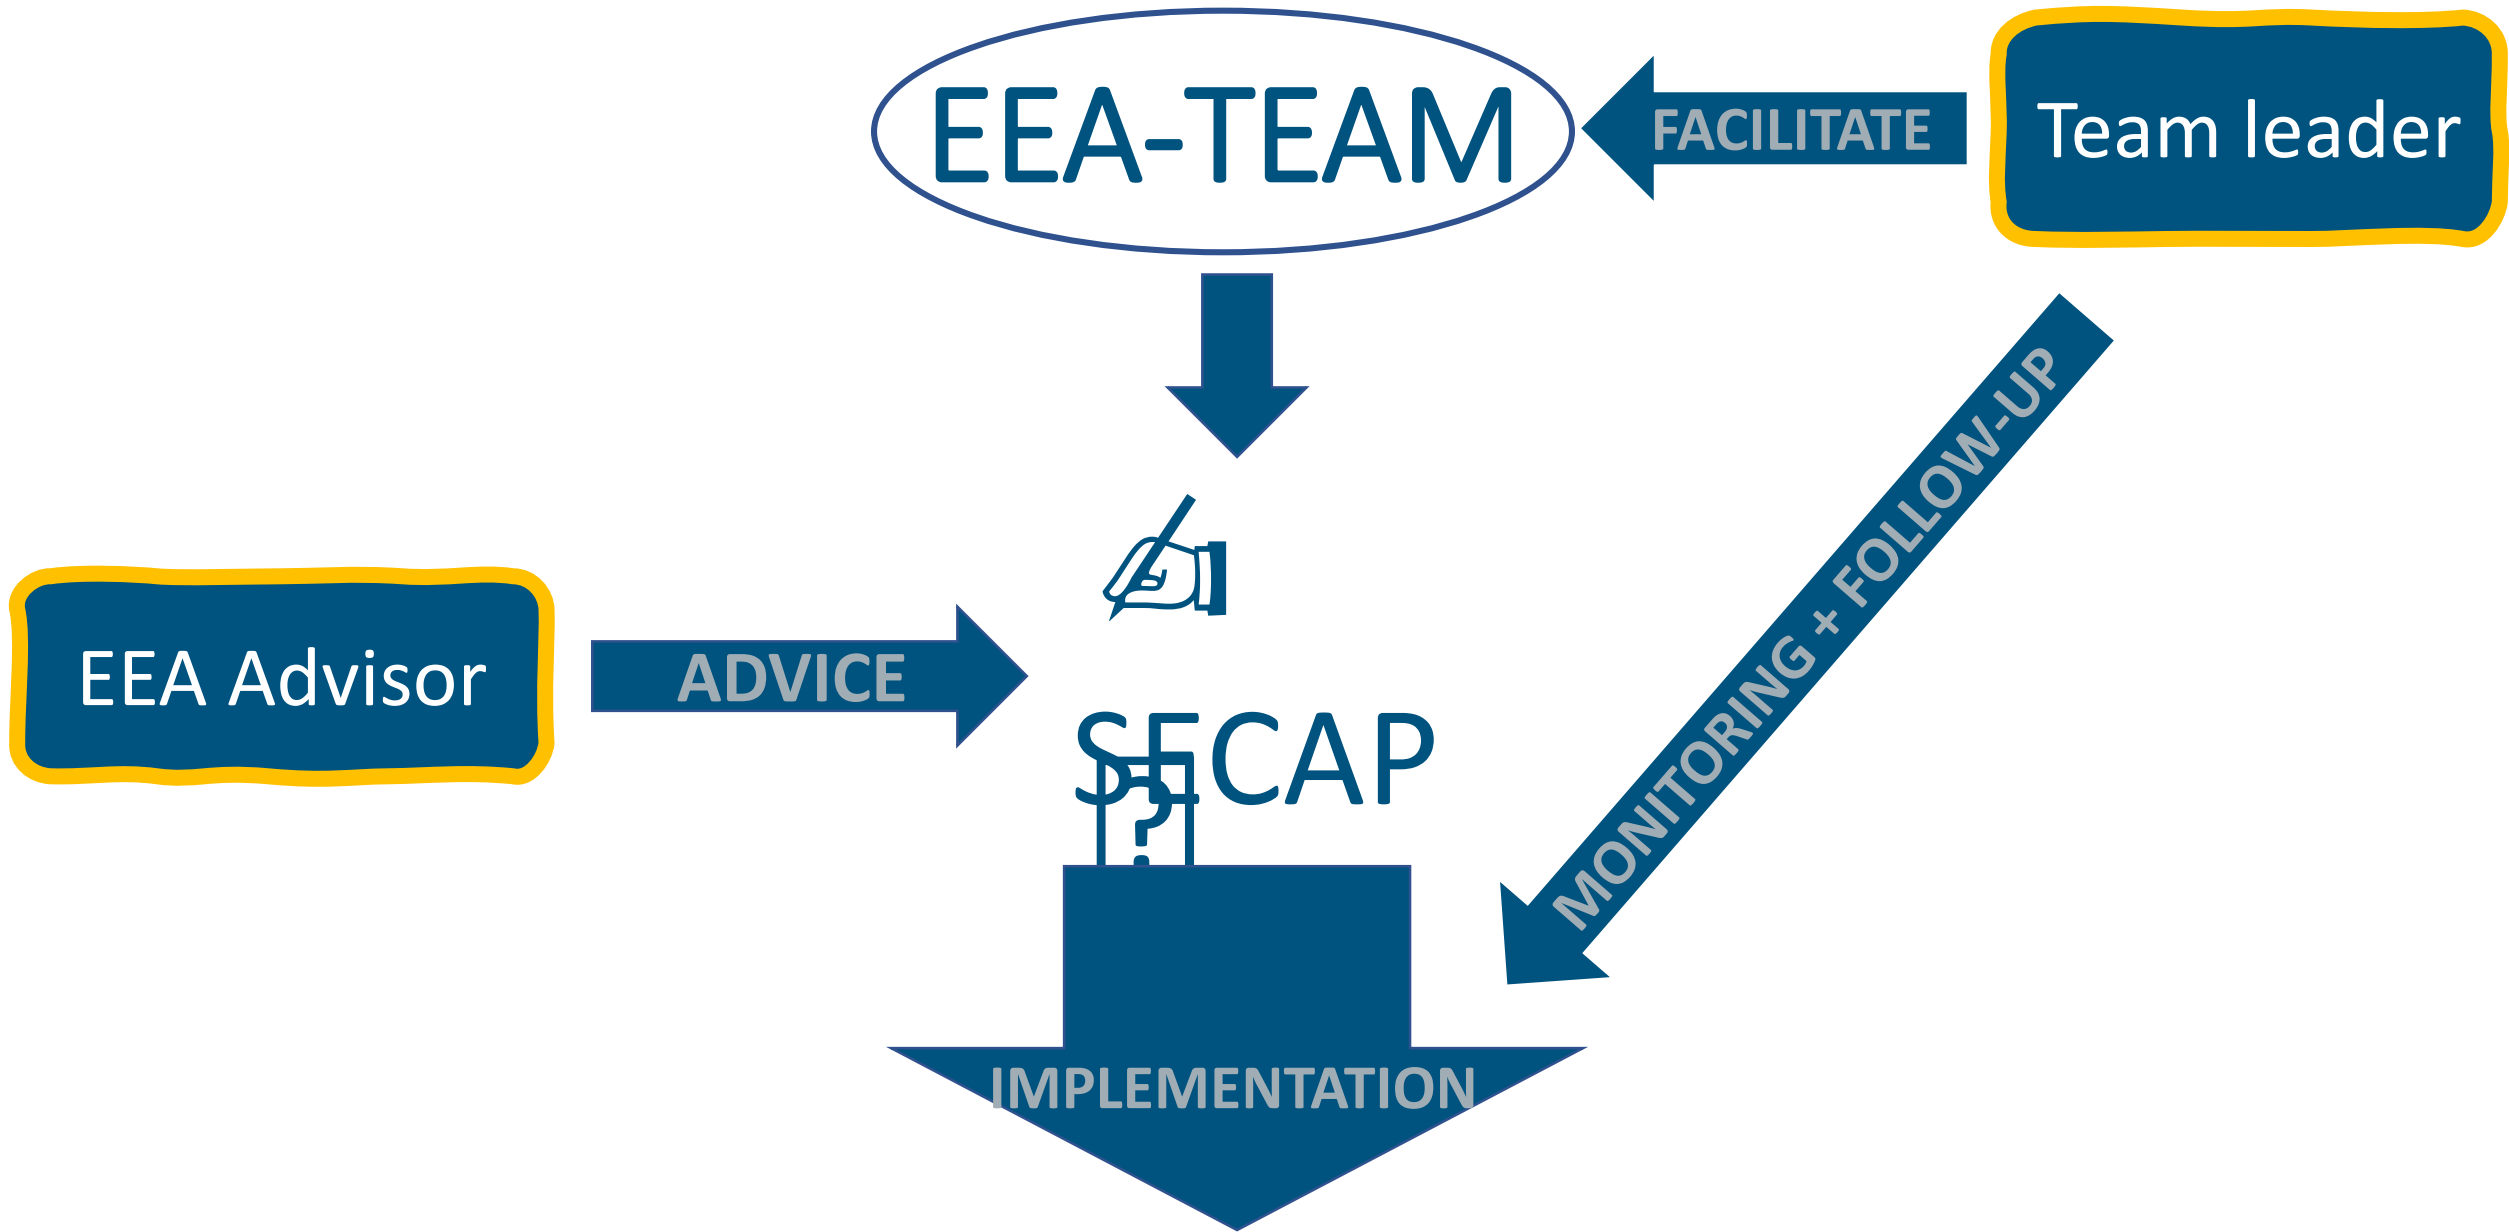 EEA-TEAM
FACILITATE
Team leader
MONITORING + FOLLOW-UP
EEA Advisor
ADVICE
SECAP
IMPLEMENTATION